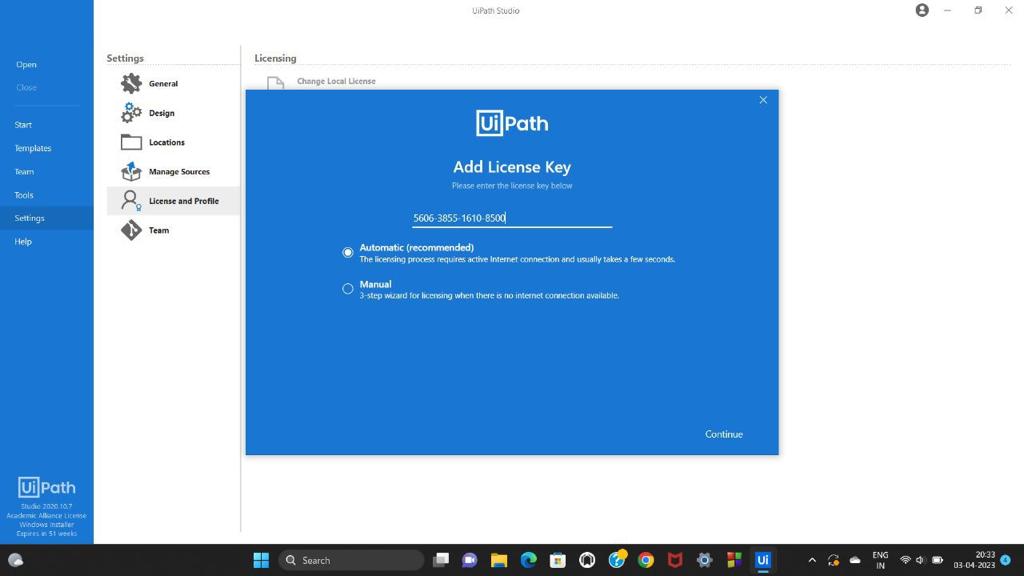 UiPath Studio
Open
Close
Start
Templates
Team
Tools
Settings
Help
UiPath
Studio 2020.10.7
Academic Alliance License
Windows Installer
Expires in 51 weeks
Settings
General
Design
Locations
Manage Sources
License and Profile
Team
Licensing
Change Local License
UiPath
Add License Key
Please enter the license key below
5606-3855-1610-8500
Automatic (recommended)
The licensing process requires active Internet connection and usually takes a few seconds.
Manual
3-step wizard for licensing when there is no internet connection available.
Continue
Search
Ui
ENG
IN
20:33
03-04-2023